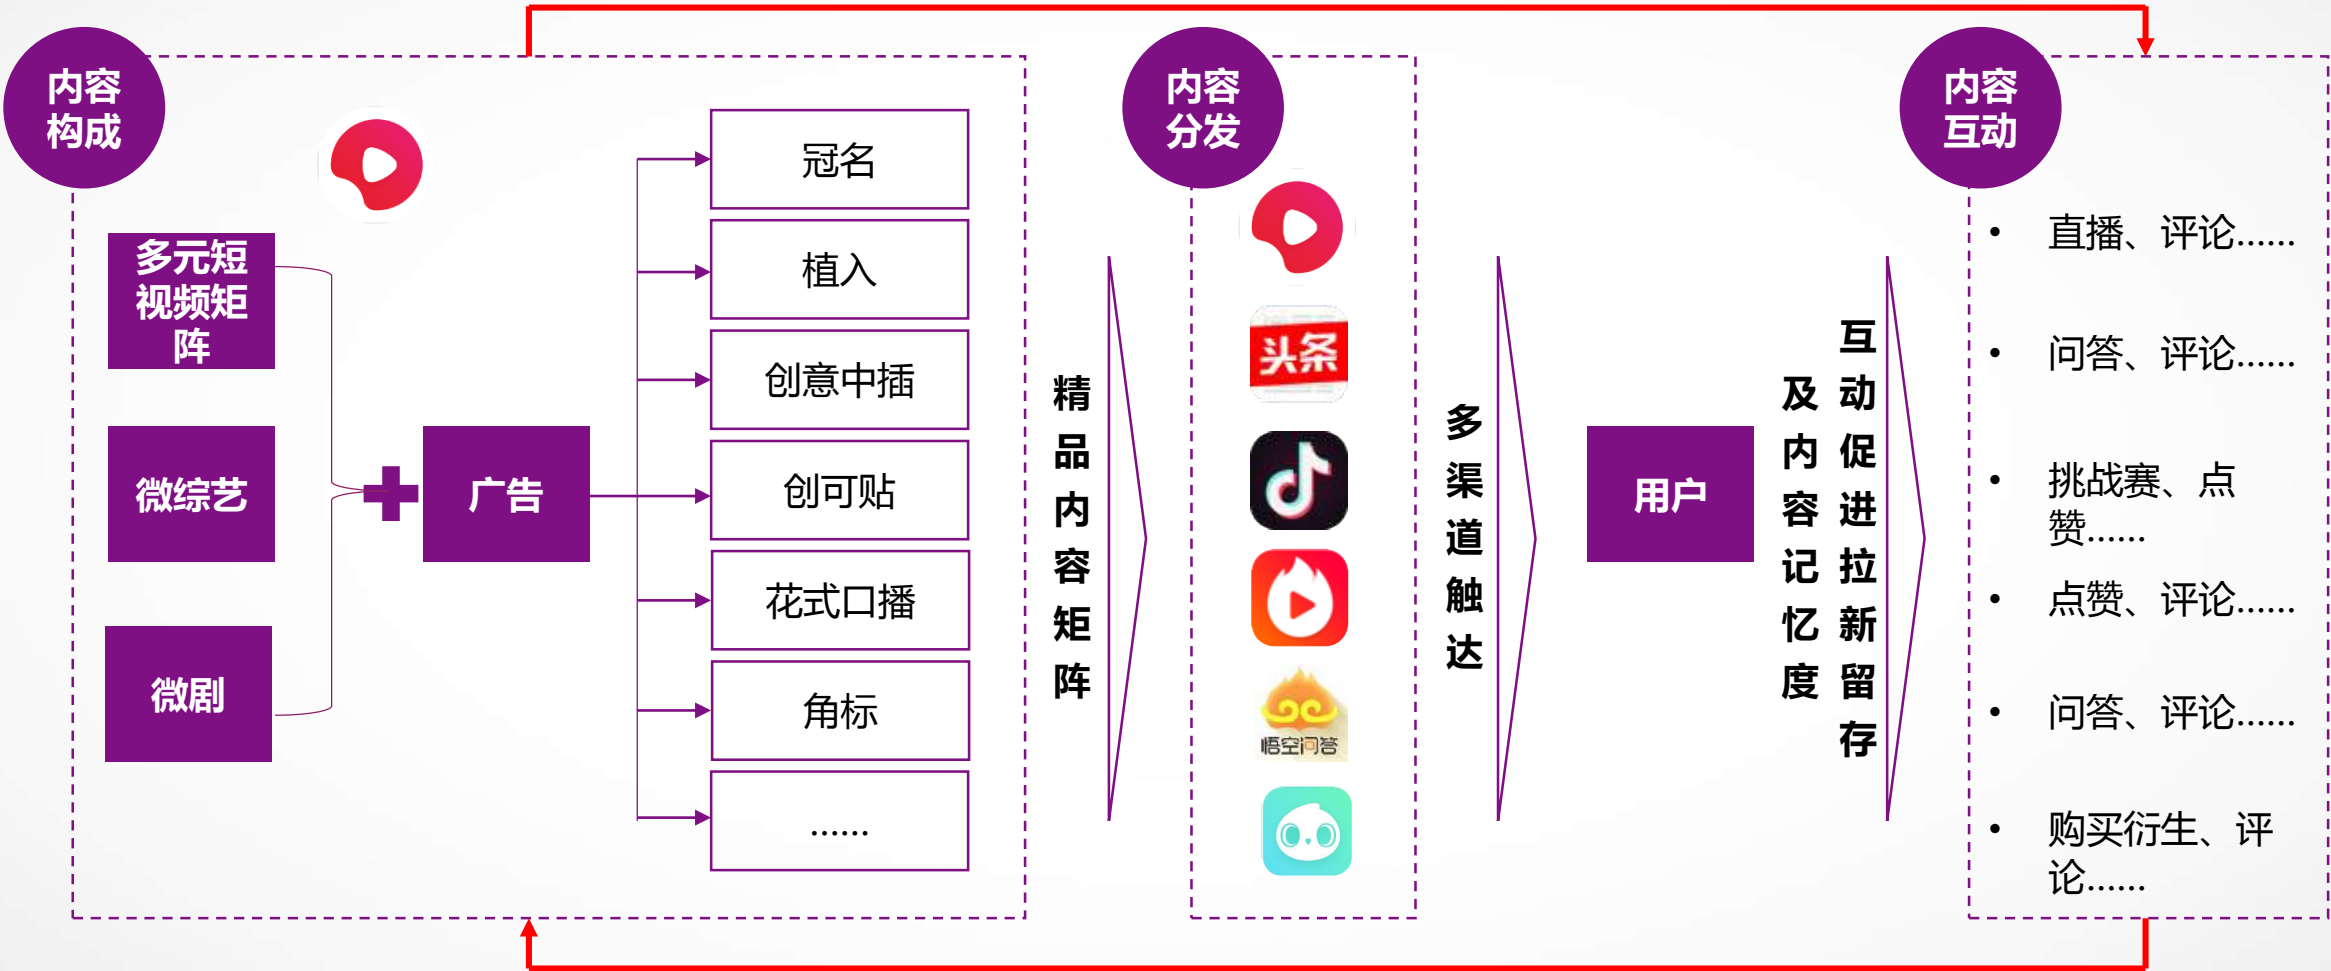 内容
构成
多元短
视频矩
阵
微综艺
微剧
广告
冠名
植入
创意中插
创可贴
花式口播
角标
......
精品内容矩阵
内容
分发
头条
悟空问答
多渠道触达
用户
互动促进拉新留存
及内容记忆度
内容
互动
• 直播、评论......
• 问答、评论......
• 挑战赛、点
赞......
• 点赞、评论......
• 问答、评论......
• 购买衍生、评
论......